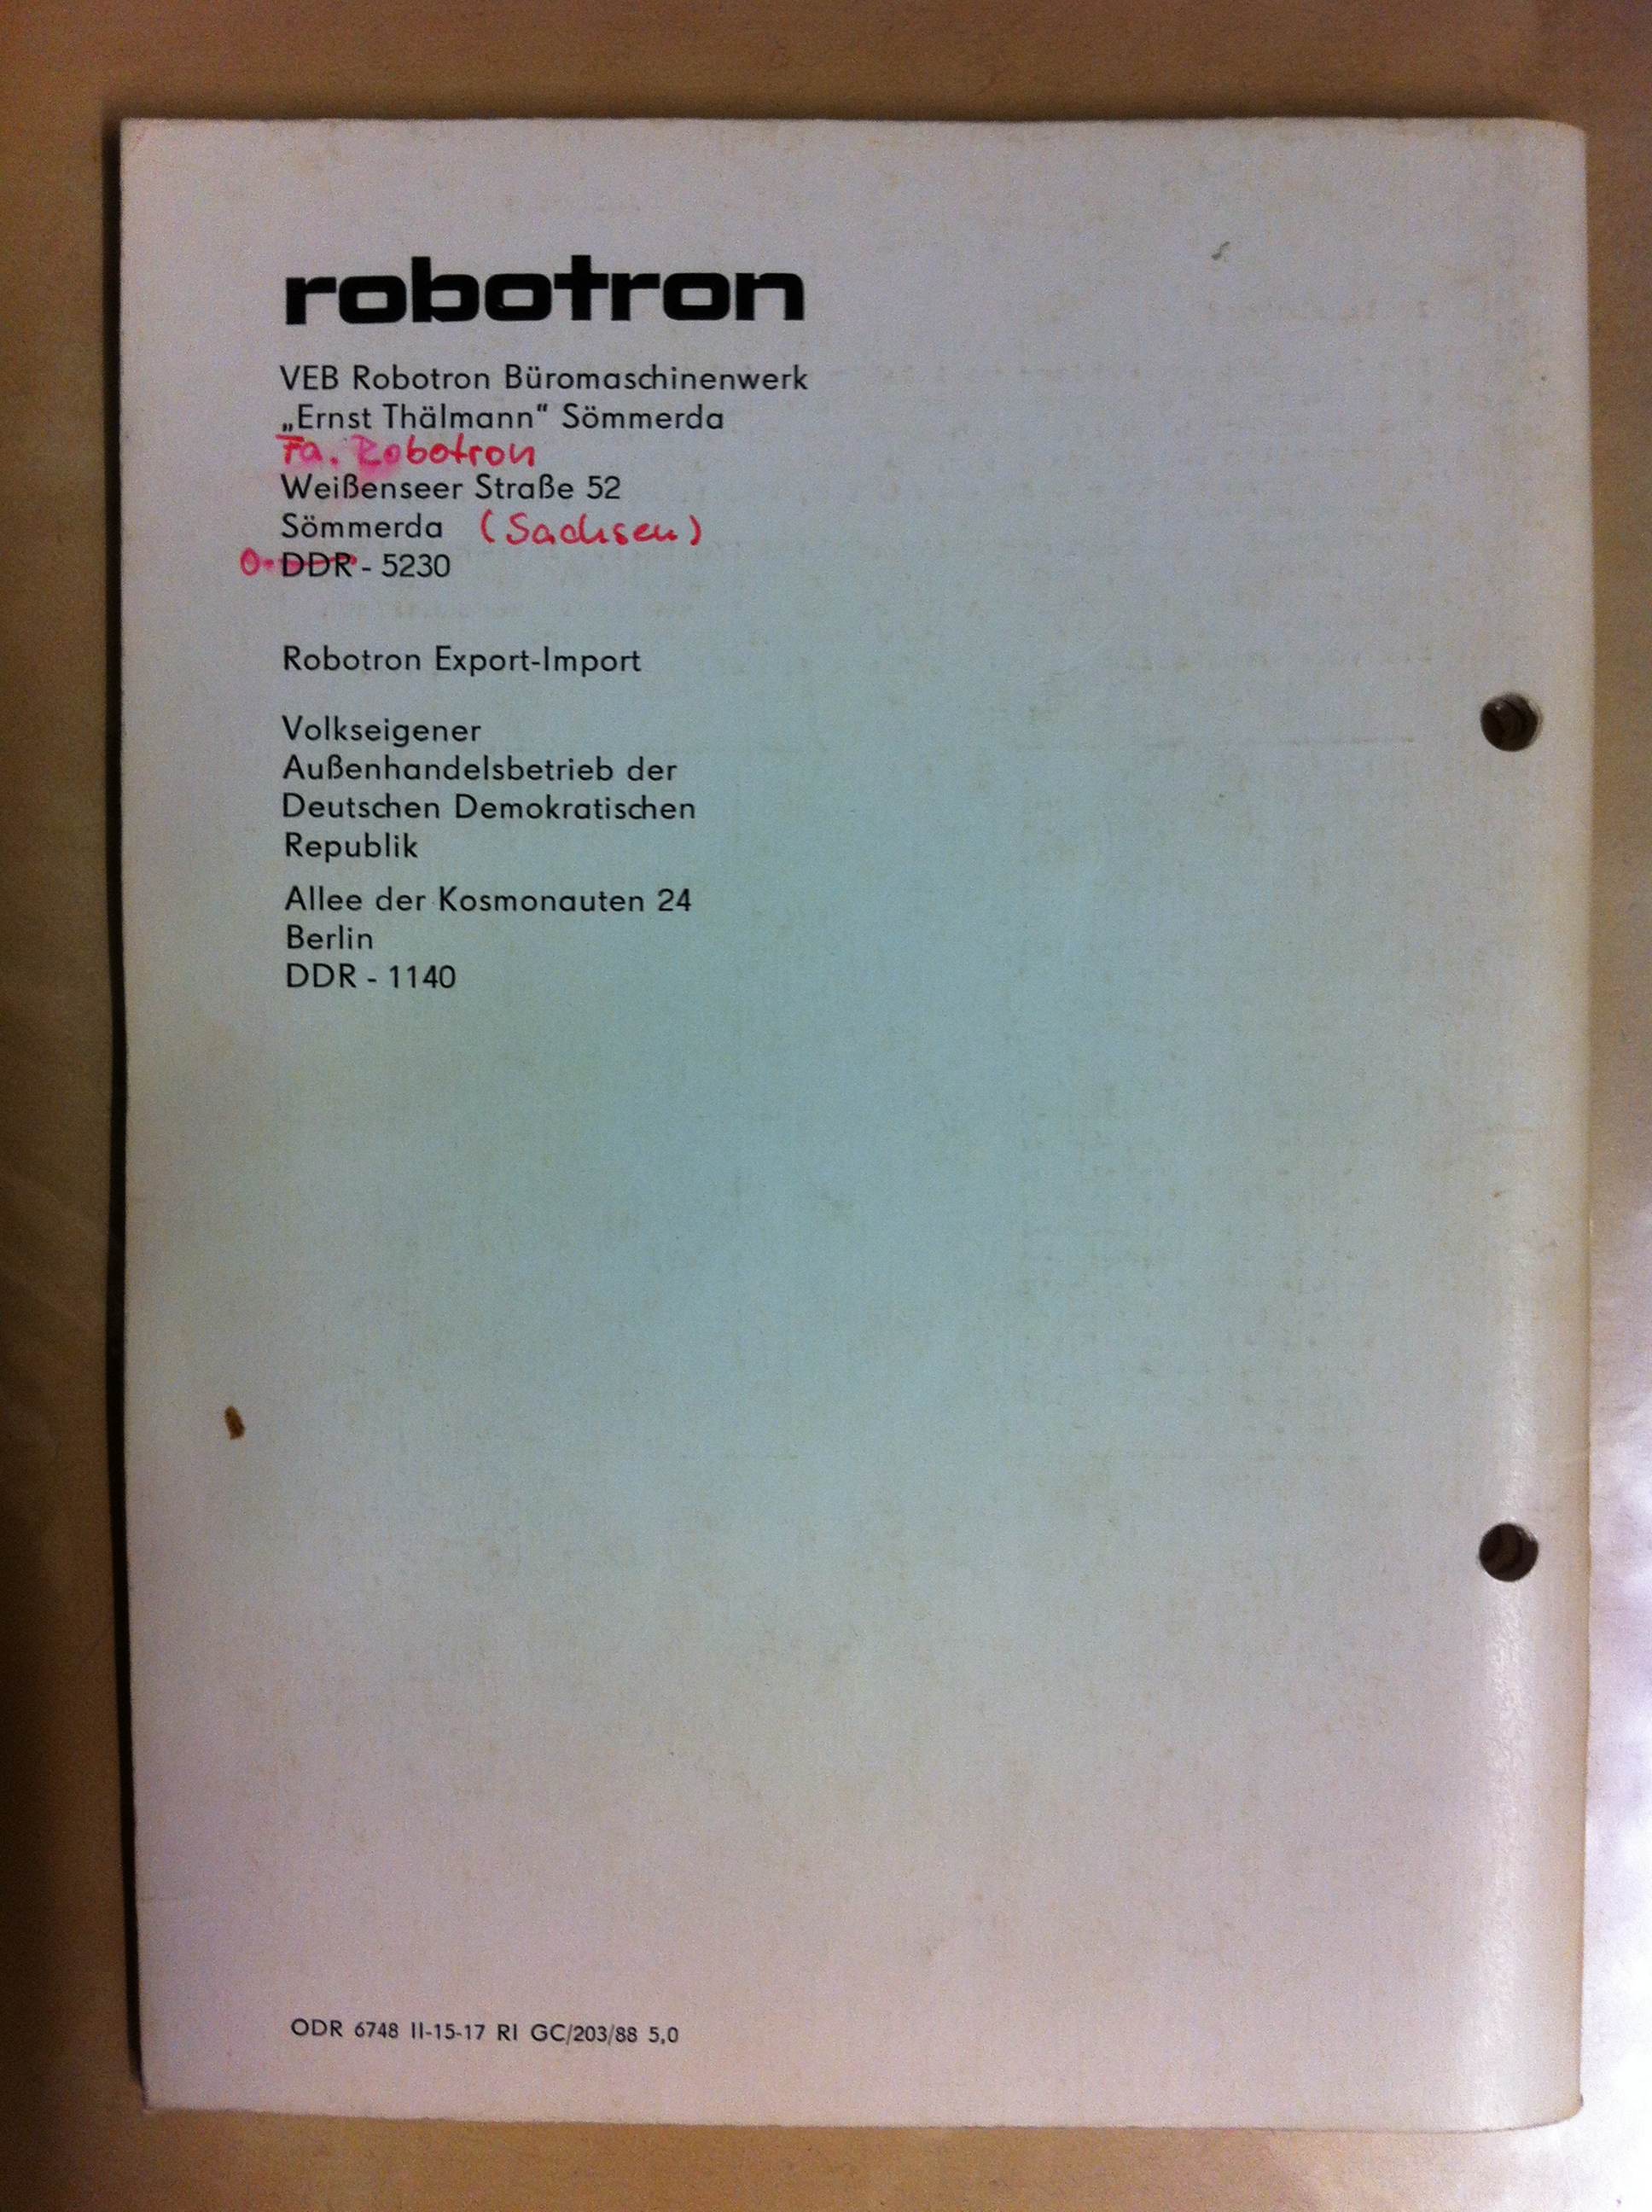 robotron
VEB Robotron Büromaschinenwerk
„Ernst Thälmann“ Sömmerda
Fa. Robotron
Weißenseer Straße 52
Sömmerda (Sachsen)
O-DDR - 5230
Robotron Export-Import
Volkseigener
Außenhandelsbetrieb der
Deutschen Demokratischen
Republik
Allee der Kosmonauten 24
Berlin
DDR - 1140
ODR 6748 II-15-17 RI GC/203/88 5,0